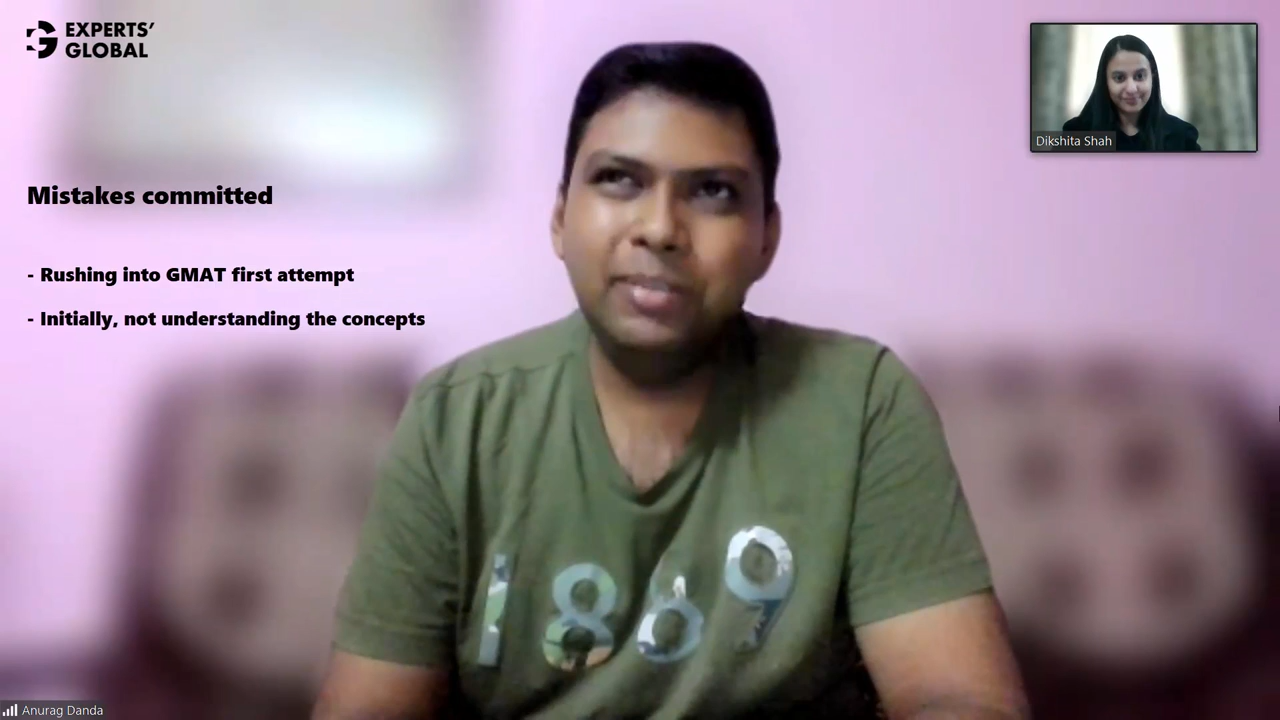 EXPERTS'
GLOBAL
Dikshita Shah
Mistakes committed
- Rushing into GMAT first attempt
- Initially, not understanding the concepts
1889
Anurag Danda